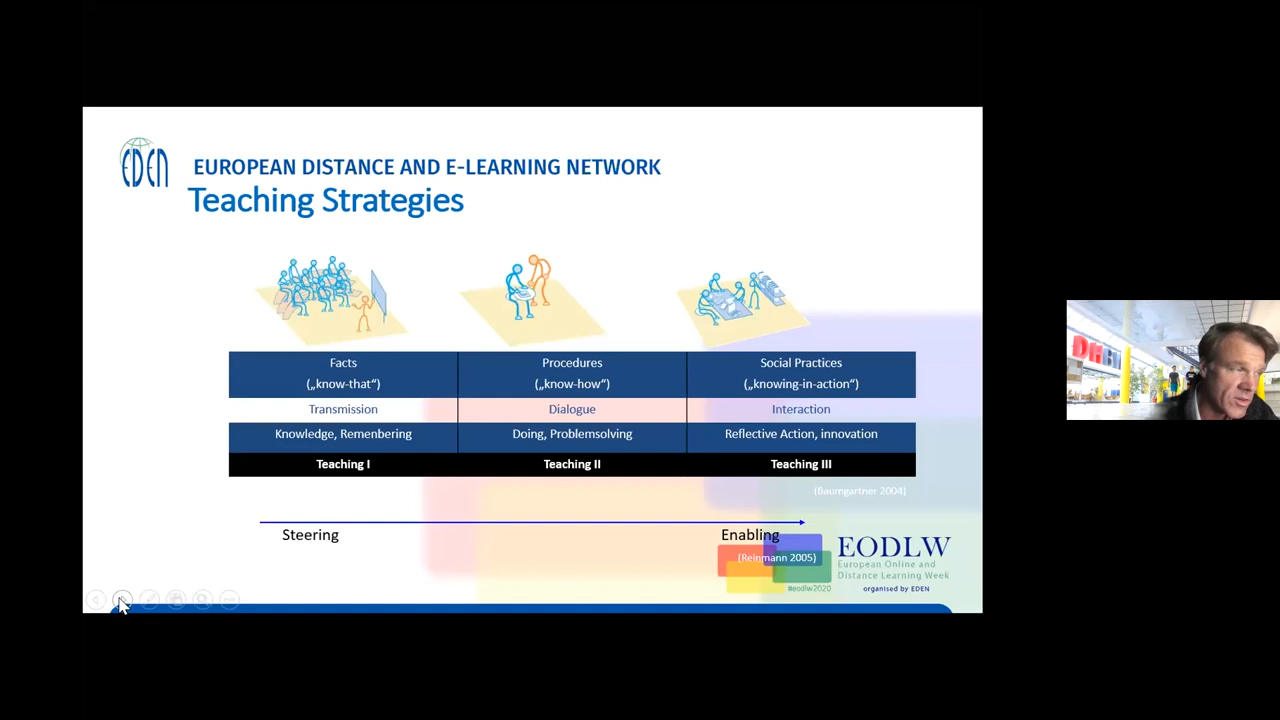 EDEN
EUROPEAN DISTANCE AND E-LEARNING NETWORK
Teaching Strategies
Facts
(„know-that“)
Procedures
(„know-how“)
Social Practices
(„knowing-in-action“)
Transmission
Dialogue
Interaction
Knowledge, Remenbering
Doing, Problemsolving
Reflective Action, innovation
Teaching I
Teaching II
Teaching III
(Baumgartner 2004)
Steering
Enabling
(Reinmann 2005)
EODLW
European Online and
Distance Learning Week
#eodlw2020
organised by EDEN